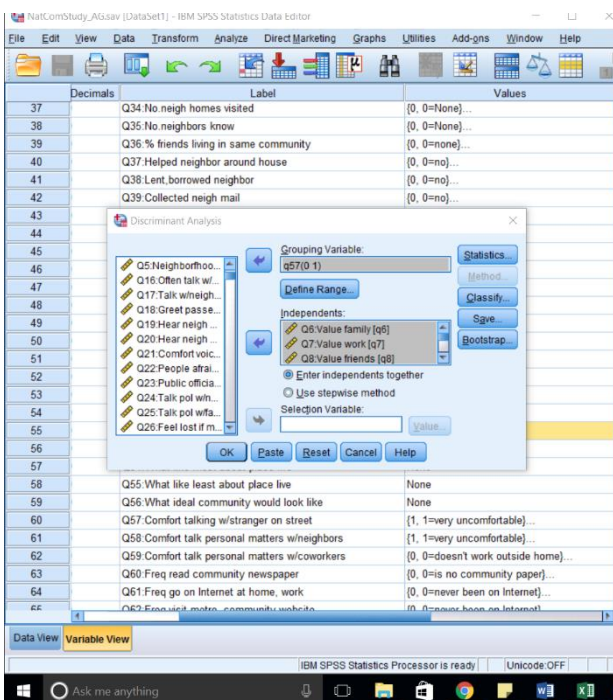 NatComStudy_AG.sav [DataSet1] - IBM SPSS Statistics Data Editor
File Edit View Data Transform Analyze Direct Marketing Graphs Utilities Add-ons Window Help
Decimals Label Values
37 Q34:No.neigh homes visited {0, 0=None}...
38 Q35:No.neighbors know {0, 0=None}...
39 Q36:% friends living in same community {0, 0=none}...
40 Q37:Helped neighbor around house {0, 0=no}...
41 Q38:Lent,borrowed neighbor {0, 0=no}...
42 Q39:Collected neigh mail {0, 0=no}...
43
44
45
46
47
48
49
50
51
52
53
54
55
56
57
Discriminant Analysis
Q5:Neighborfhoo...
Q16:Often talk w/...
Q17:Talk w/neigh...
Q18:Greet passe...
Q19:Hear neigh ...
Q20:Hear neigh ...
Q21:Comfort voic...
Q22:People afrai...
Q23:Public officia...
Q24:Talk pol w/n...
Q25:Talk pol w/fa...
Q26:Feel lost if m...
Grouping Variable:
q57(0 1)
Define Range...
Independents:
Q6:Value family [q6]
Q7:Value work [q7]
Q8:Value friends [q8]
Enter independents together
Use stepwise method
Selection Variable:
Value...
Statistics...
Method...
Classify...
Save...
Bootstrap...
OK Paste Reset Cancel Help
58 Q55:What like least about place live None
59 Q56:What ideal community would look like None
60 Q57:Comfort talking w/stranger on street {1, 1=very uncomfortable}...
61 Q58:Comfort talk personal matters w/neighbors {1, 1=very uncomfortable}...
62 Q59:Comfort talk personal matters w/coworkers {0, 0=doesn't work outside home}...
63 Q60:Freq read community newspaper {0, 0=is no community paper}...
64 Q61:Freq go on Internet at home, work {0, 0=never been on Internet}...
65 Q62:Freq visit metro, community website {0, 0=never been on Internet}...
Data View Variable View
IBM SPSS Statistics Processor is ready Unicode:OFF
Ask me anything